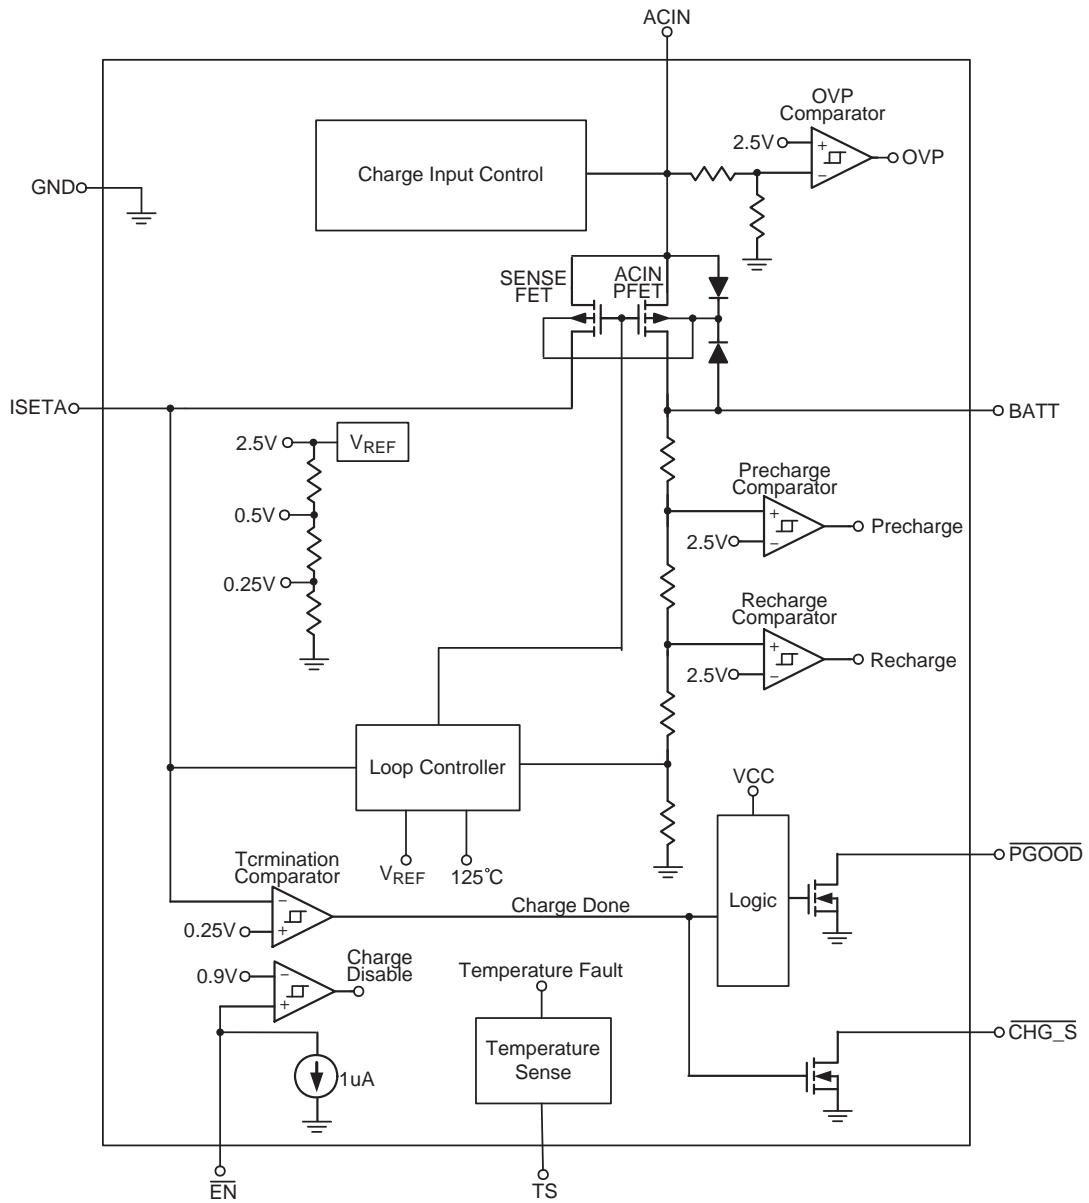 ACIN
OVP
Comparator
2.5V
+
−
OVP
Charge Input Control
GND
SENSE
FET
ACIN
PFET
ISETA
BATT
2.5V
VREF
0.5V
0.25V
Precharge
Comparator
+
2.5V
−
Precharge
Recharge
Comparator
+
2.5V
−
Recharge
Loop Controller
VREF
125°C
VCC
PGOOD
Logic
Tcrmination
Comparator
−
0.25V
+
Charge Done
0.9V
−
+
Charge
Disable
1uA
Temperature Fault
Temperature
Sense
CHG_S
EN
TS